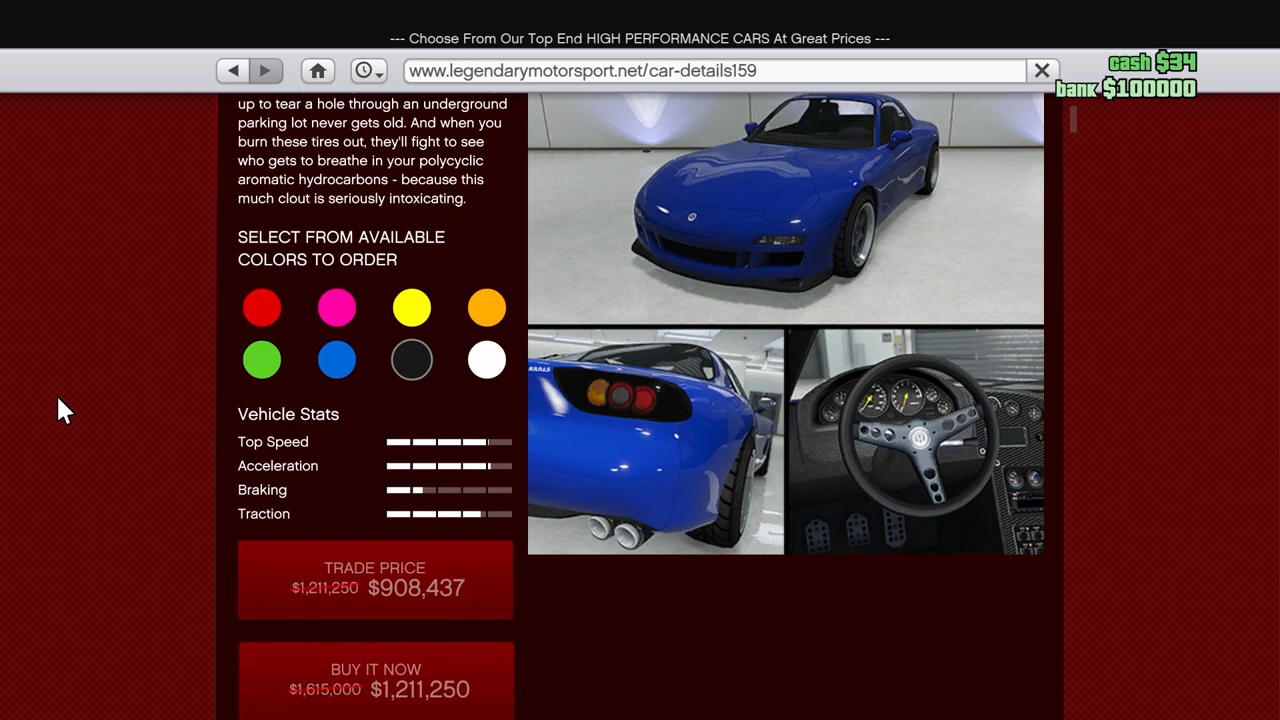 --- Choose From Our Top End HIGH PERFORMANCE CARS At Great Prices ---
www.legendarymotorsport.net/car-details159
cash $34
bank $100000
up to tear a hole through an underground
parking lot never gets old. And when you
burn these tires out, they'll fight to see
who gets to breathe in your polycyclic
aromatic hydrocarbons - because this
much clout is seriously intoxicating.
SELECT FROM AVAILABLE
COLORS TO ORDER
Vehicle Stats
Top Speed
Acceleration
Braking
Traction
TRADE PRICE
$1,211,250 $908,437
BUY IT NOW
$1,615,000 $1,211,250